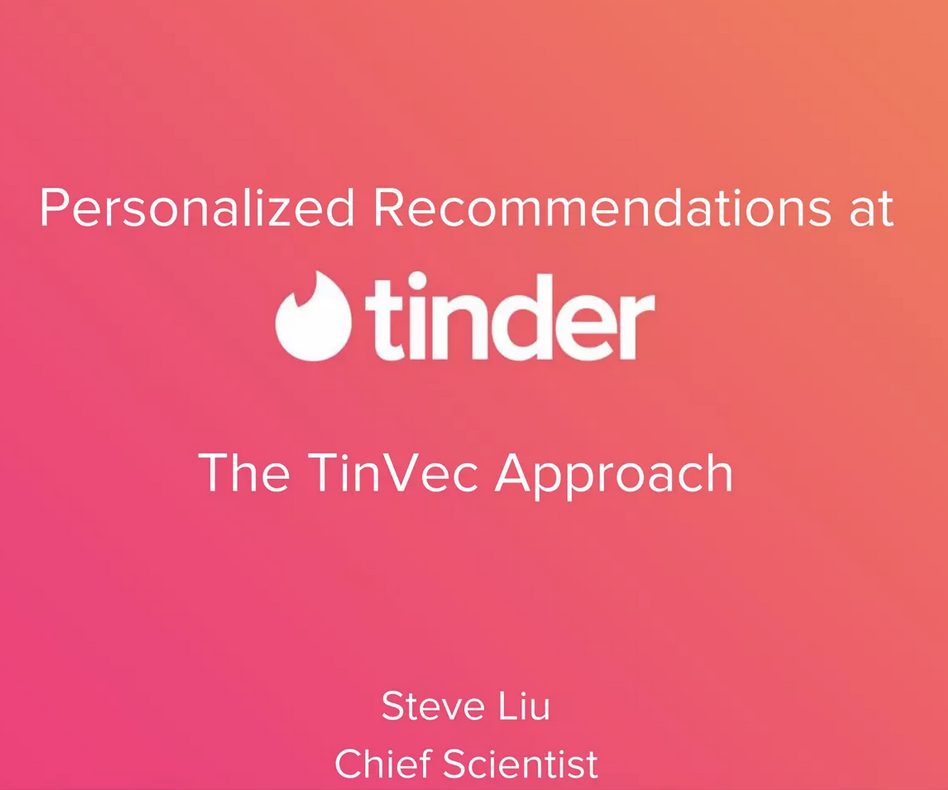 Personalized Recommendations at
tinder
The TinVec Approach
Steve Liu
Chief Scientist